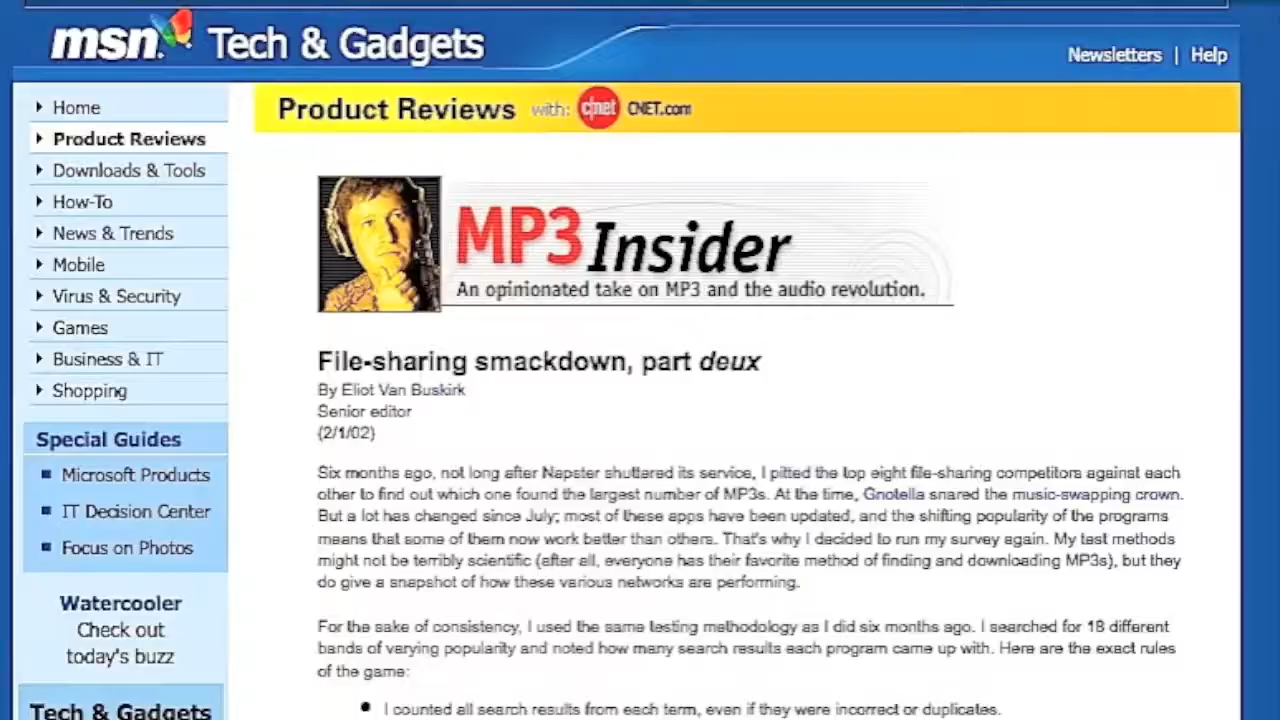 msn Tech & Gadgets
Newsletters | Help
Home
Product Reviews
Downloads & Tools
How-To
News & Trends
Mobile
Virus & Security
Games
Business & IT
Shopping
Special Guides
Microsoft Products
IT Decision Center
Focus on Photos
Watercooler
Check out
today's buzz
Tech & Gadgets
Product Reviews with: c|net CNET.com
MP3 Insider
An opinionated take on MP3 and the audio revolution.
File-sharing smackdown, part deux
By Eliot Van Buskirk
Senior editor
(2/1/02)
Six months ago, not long after Napster shuttered its service, I pitted the top eight file-sharing competitors against each
other to find out which one found the largest number of MP3s. At the time, Gnotella snared the music-swapping crown.
But a lot has changed since July; most of these apps have been updated, and the shifting popularity of the programs
means that some of them now work better than others. That's why I decided to run my survey again. My test methods
might not be terribly scientific (after all, everyone has their favorite method of finding and downloading MP3s), but they
do give a snapshot of how these various networks are performing.
For the sake of consistency, I used the same testing methodology as I did six months ago. I searched for 18 different
bands of varying popularity and noted how many search results each program came up with. Here are the exact rules
of the game:
• I counted all search results from each term, even if they were incorrect or duplicates.